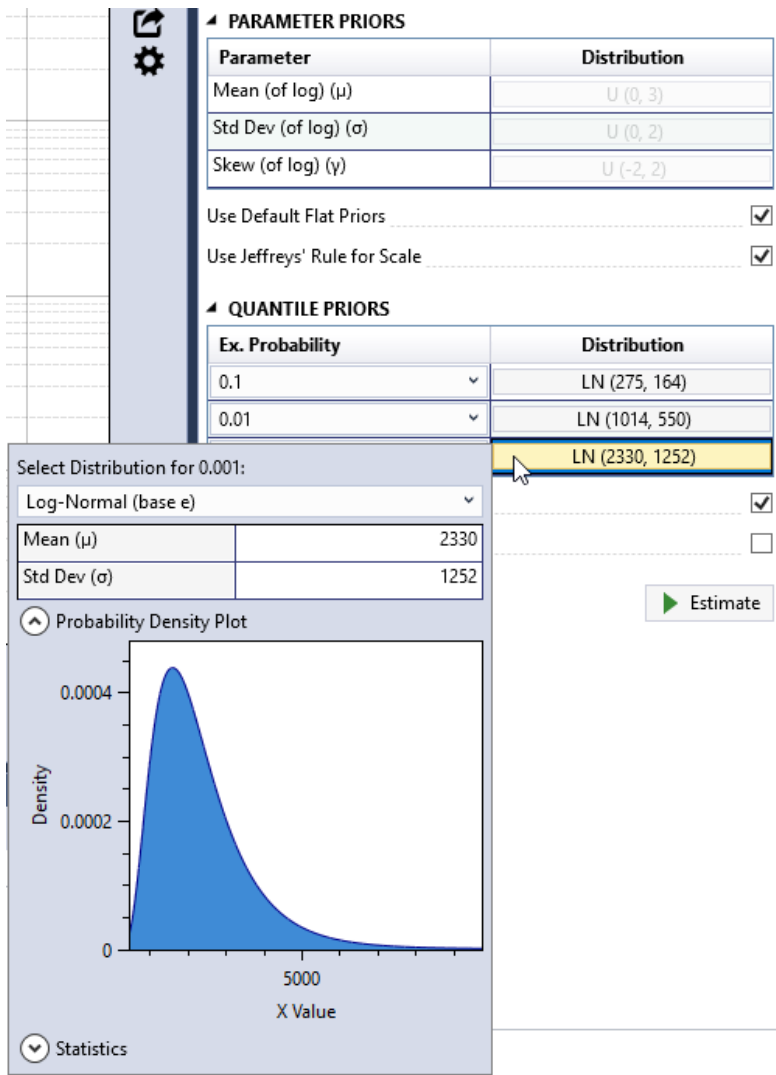 PARAMETER PRIORS
Parameter Distribution
Mean (of log) (μ) U (0, 3)
Std Dev (of log) (σ) U (0, 2)
Skew (of log) (γ) U (-2, 2)
Use Default Flat Priors
Use Jeffreys' Rule for Scale
QUANTILE PRIORS
Ex. Probability Distribution
0.1 LN (275, 164)
0.01 LN (1014, 550)
LN (2330, 1252)
Select Distribution for 0.001:
Log-Normal (base e)
Mean (μ) 2330
Std Dev (σ) 1252
Estimate
Probability Density Plot
0.0004
0.0002
0
Density
5000
X Value
Statistics